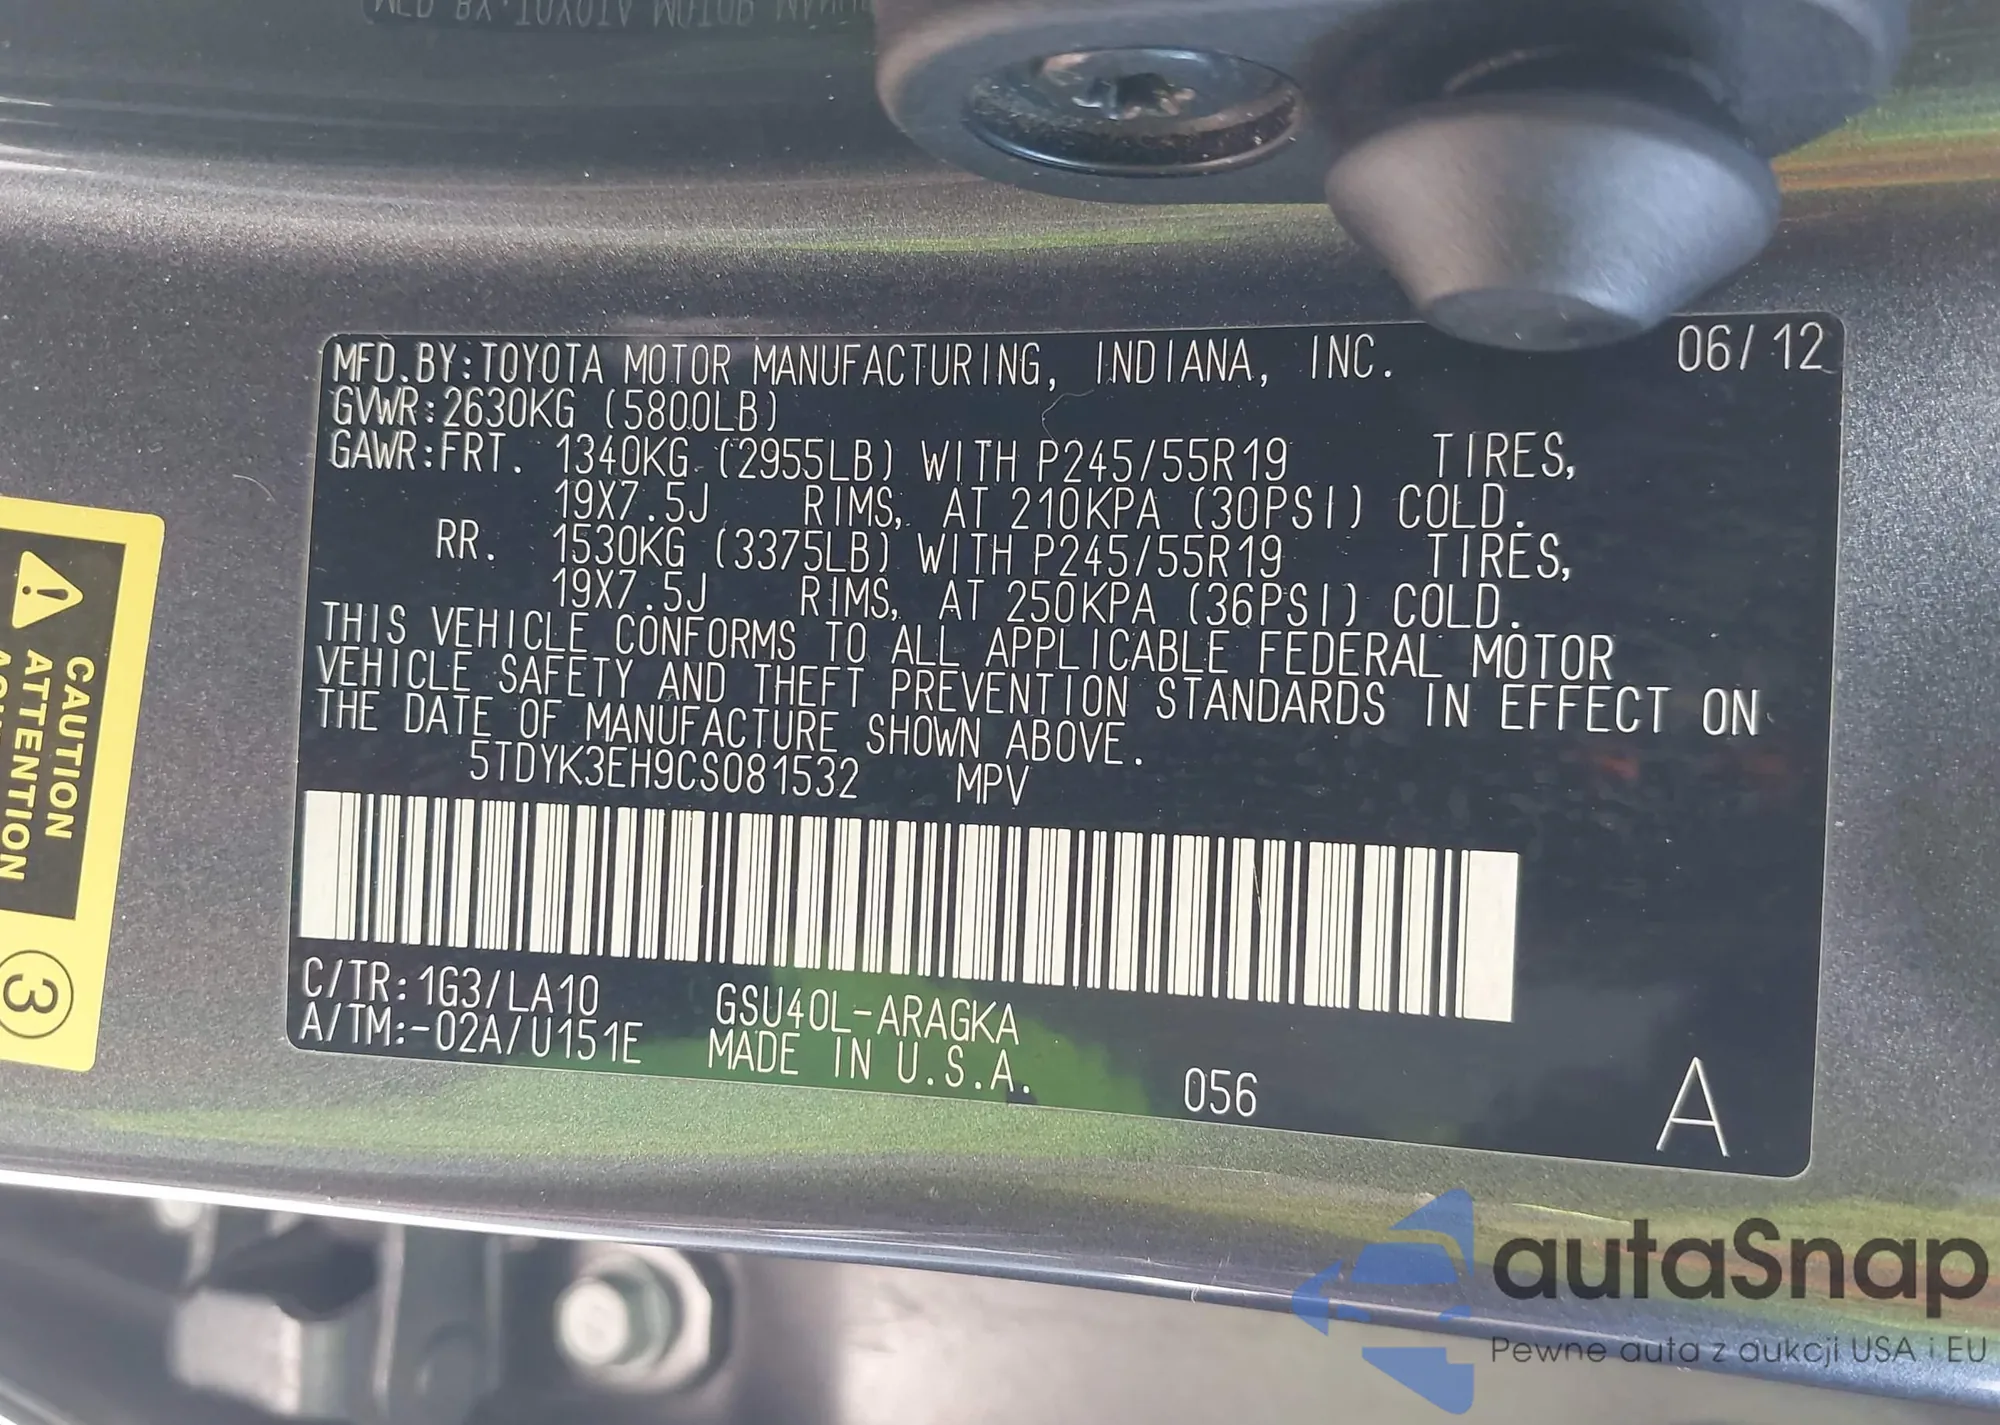 MFD.BY:TOYOTA MOTOR MANUFACTURING, INDIANA, INC. 06/12
GVWR:2630KG (5800LB)
GAWR:FRT. 1340KG (2955LB) WITH P245/55R19 TIRES,
19X7.5J RIMS, AT 210KPA (30PSI) COLD.
RR. 1530KG (3375LB) WITH P245/55R19 TIRES,
19X7.5J RIMS, AT 250KPA (36PSI) COLD.
THIS VEHICLE CONFORMS TO ALL APPLICABLE FEDERAL MOTOR
VEHICLE SAFETY AND THEFT PREVENTION STANDARDS IN EFFECT ON
THE DATE OF MANUFACTURE SHOWN ABOVE.
5TDYK3EH9CS081532 MPV
C/TR:1G3/LA10 GSU40L-ARAGKA
A/TM:-02A/U151E MADE IN U.S.A.
056
A
CAUTION
ATTENTION
3
autaSnap
Pewne auta z aukcji USA i EU